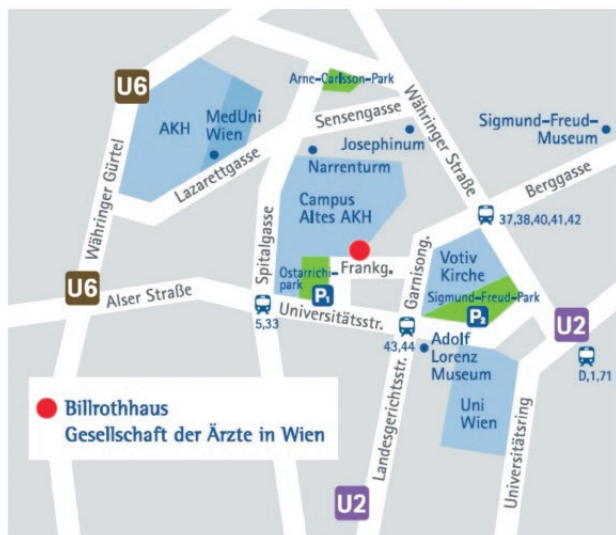 Arne-Carlsson-Park
U6
AKH
MedUni
Wien
Sensengasse
Währinger Straße
Sigmund-Freud-
Museum
Josephinum
Lazarettgasse
Narrenturm
Berggasse
Währinger Gürtel
Campus
Altes AKH
37,38,40,41,42
Spitalgasse
Garnisong.
Votiv
Kirche
Ostarrichi-
park
Frankg.
U6
Alser Straße
P1
Sigmund-Freud-Park
P2
5,33
Universitätsstr.
U2
43,44
Adolf
Lorenz
Museum
D,1,71
Billrothhaus
Gesellschaft der Ärzte in Wien
Landesgerichtsstr.
Uni
Wien
Universitätsring
U2